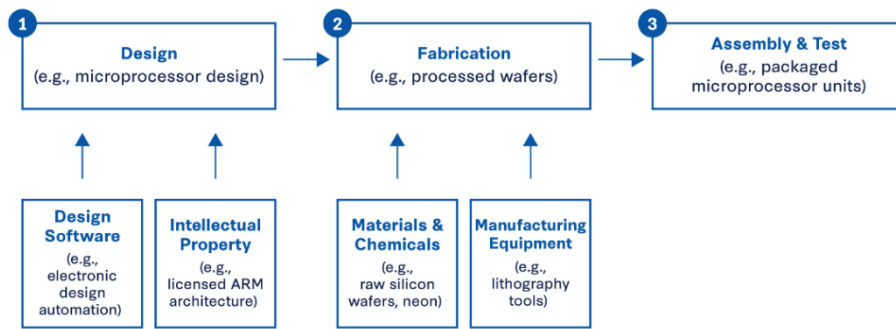 1
Design
(e.g., microprocessor design)
2
Fabrication
(e.g., processed wafers)
3
Assembly & Test
(e.g., packaged
microprocessor units)
Design
Software
(e.g.,
electronic
design
automation)
Intellectual
Property
(e.g.,
licensed ARM
architecture)
Materials &
Chemicals
(e.g.,
raw silicon
wafers, neon)
Manufacturing
Equipment
(e.g.,
lithography
tools)